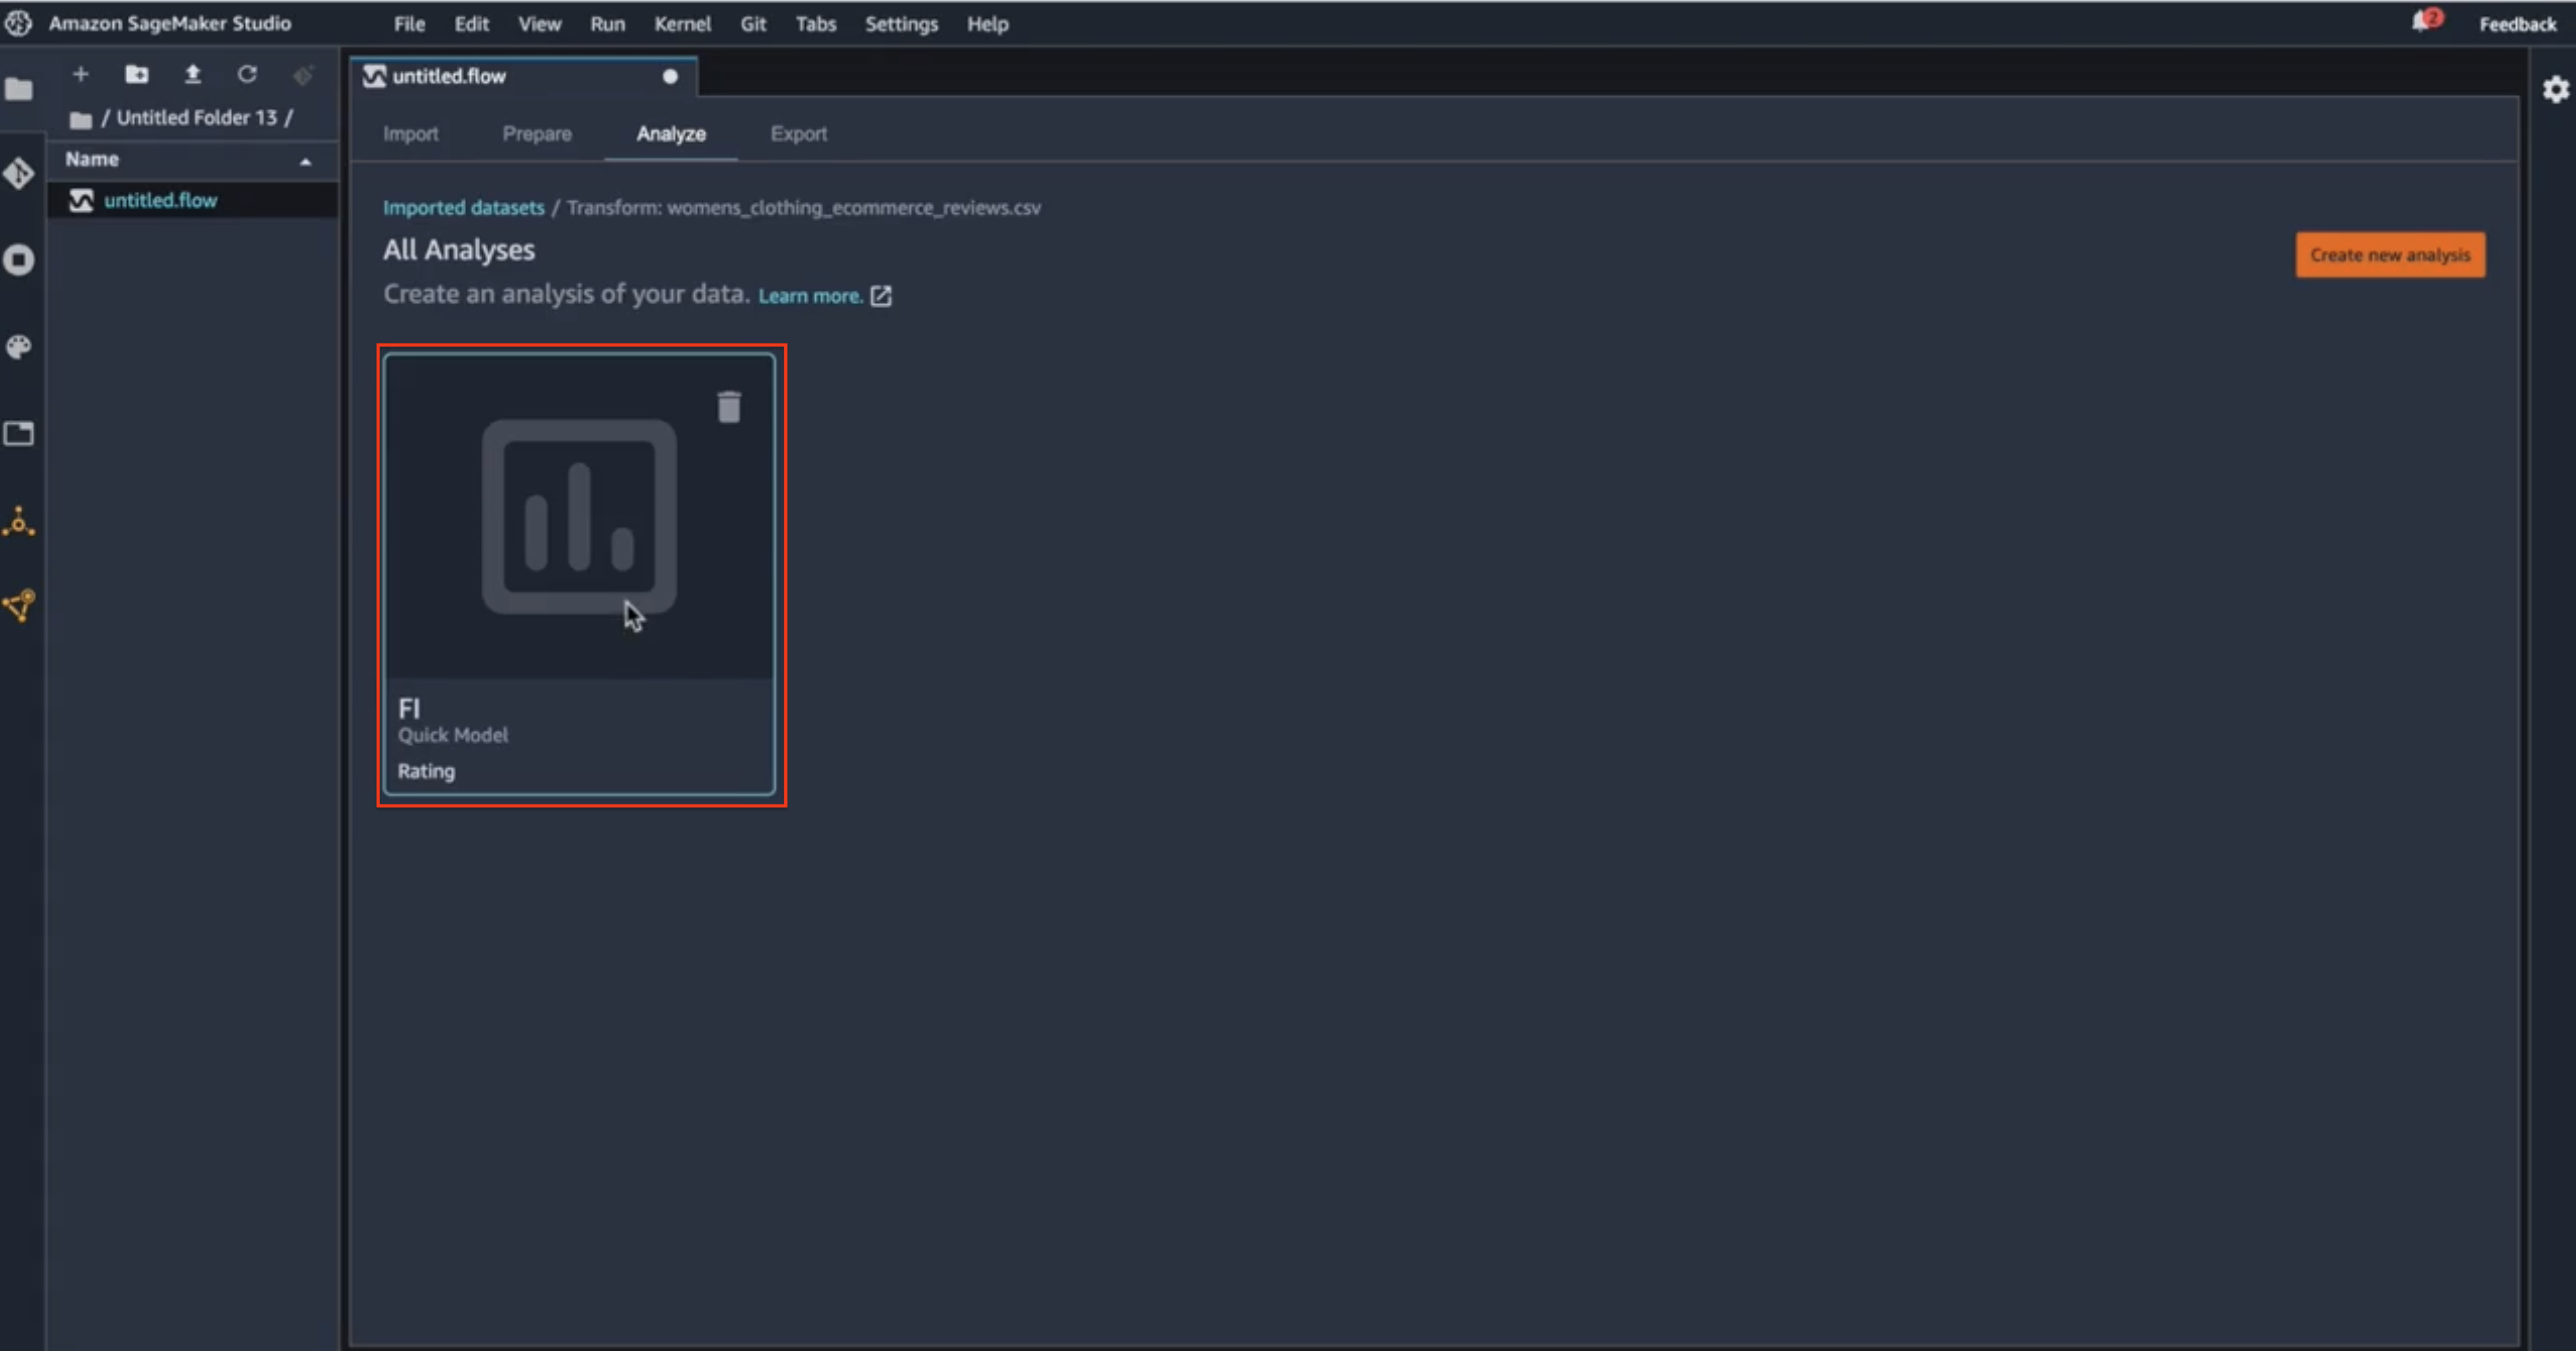 Amazon SageMaker Studio File Edit View Run Kernel Git Tabs Settings Help 2 Feedback
untitled.flow
/ Untitled Folder 13 /
Import Prepare Analyze Export
Name
untitled.flow
Imported datasets / Transform: womens_clothing_ecommerce_reviews.csv
All Analyses
Create new analysis
Create an analysis of your data. Learn more.
FI
Quick Model
Rating